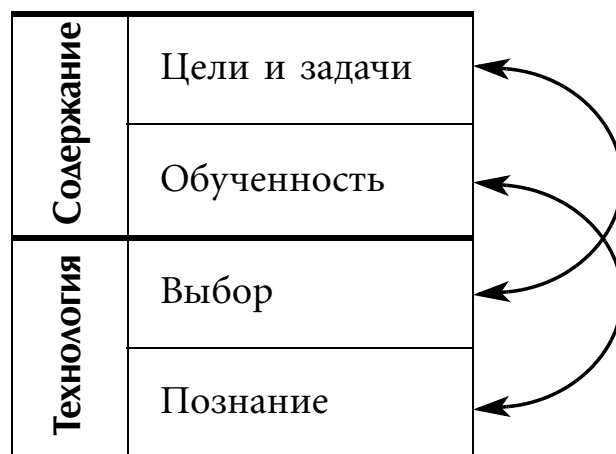 Содержание
Цели и задачи
Обученность
Технология
Выбор
Познание